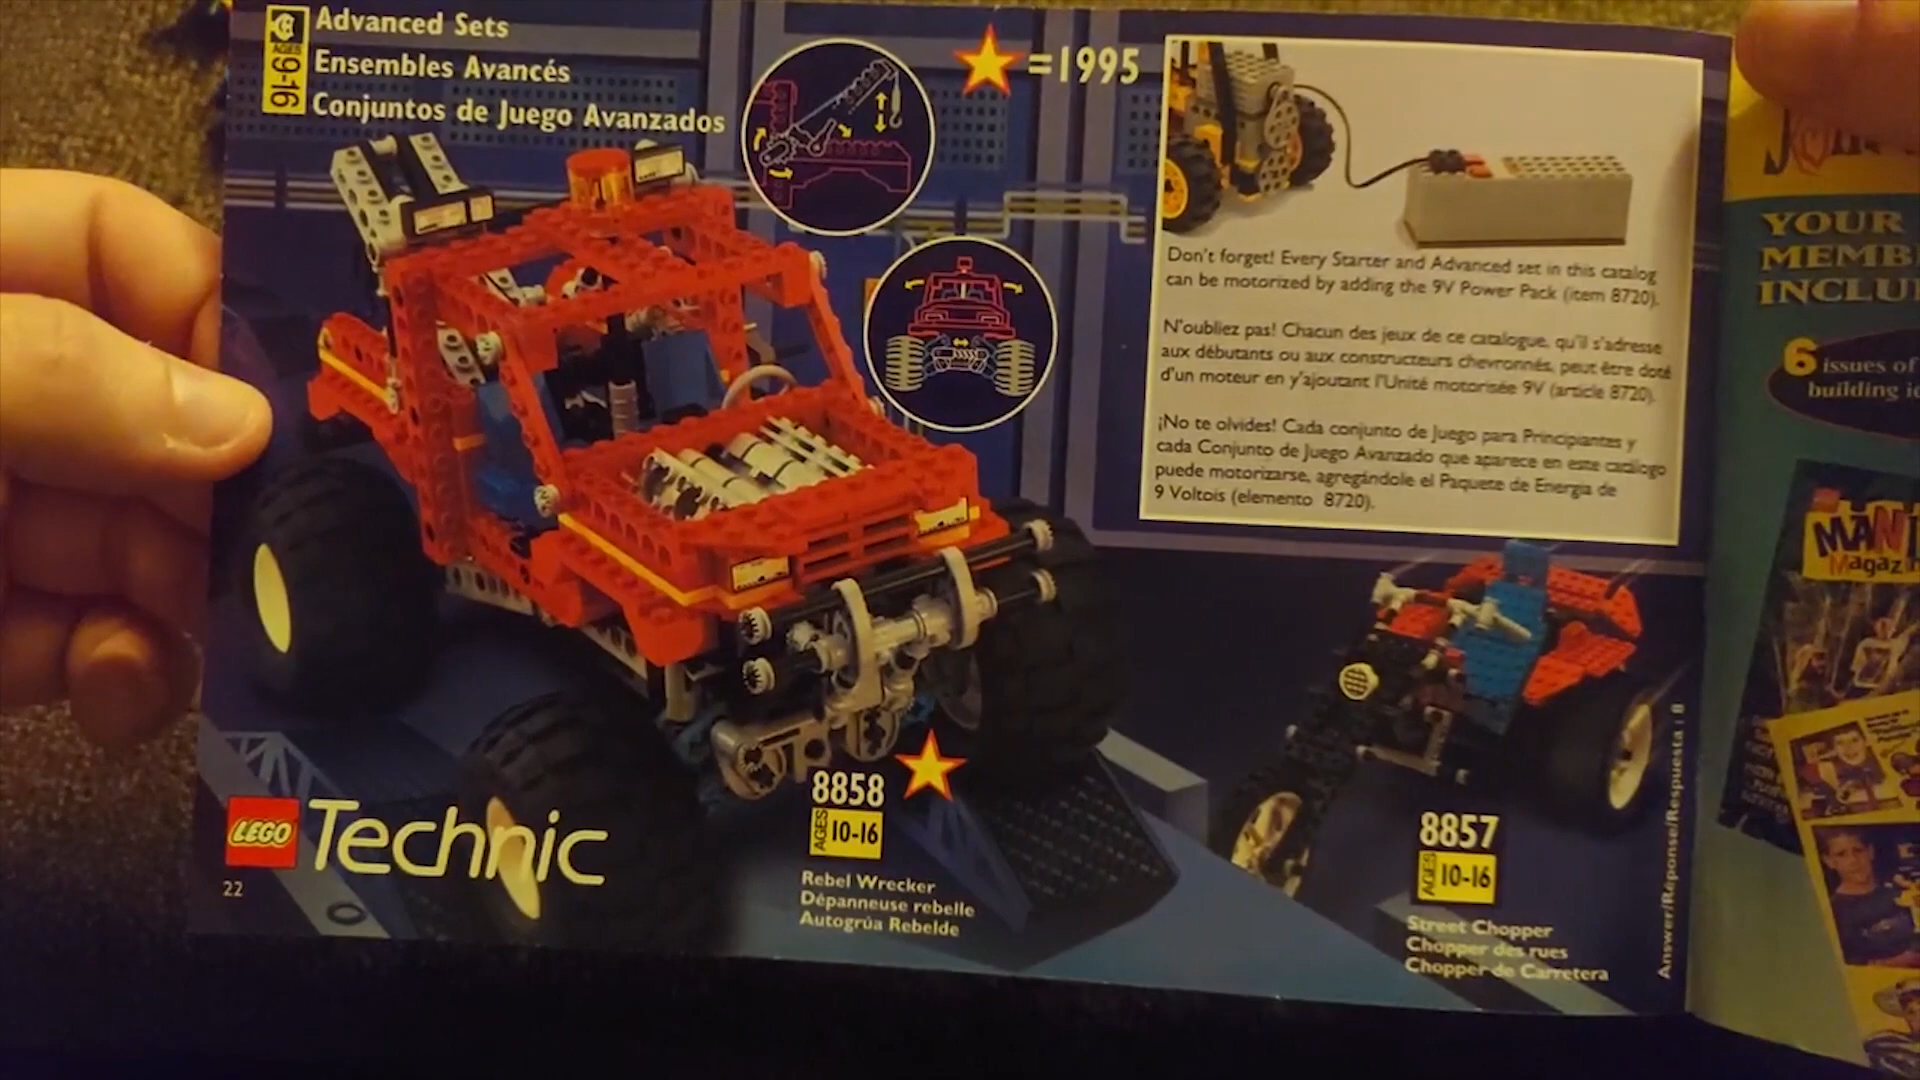 AGES 9-16
Advanced Sets
Ensembles Avancés
Conjuntos de Juego Avanzados
=1995
Don't forget! Every Starter and Advanced set in this catalog
can be motorized by adding the 9V Power Pack (item 8720).
N'oubliez pas! Chacun des jeux de ce catalogue, qu'il s'adresse
aux débutants ou aux constructeurs chevronnés, peut être doté
d'un moteur en y'ajoutant l'Unité motorisée 9V (article 8720).
¡No te olvides! Cada conjunto de Juego para Principiantes y
cada Conjunto de Juego Avanzado que aparece en este catálogo
puede motorizarse, agregándole el Paquete de Energia de
9 Voltois (elemento 8720).
LEGO Technic
22
8858
AGES 10-16
Rebel Wrecker
Dépanneuse rebelle
Autogrúa Rebelde
8857
AGES 10-16
Street Chopper
Chopper des rues
Chopper de Carretera
Answer/Réponse/Respuesta : 8
YOUR
MEMB
INCLU
6 issues of
building
MAN
Magaz